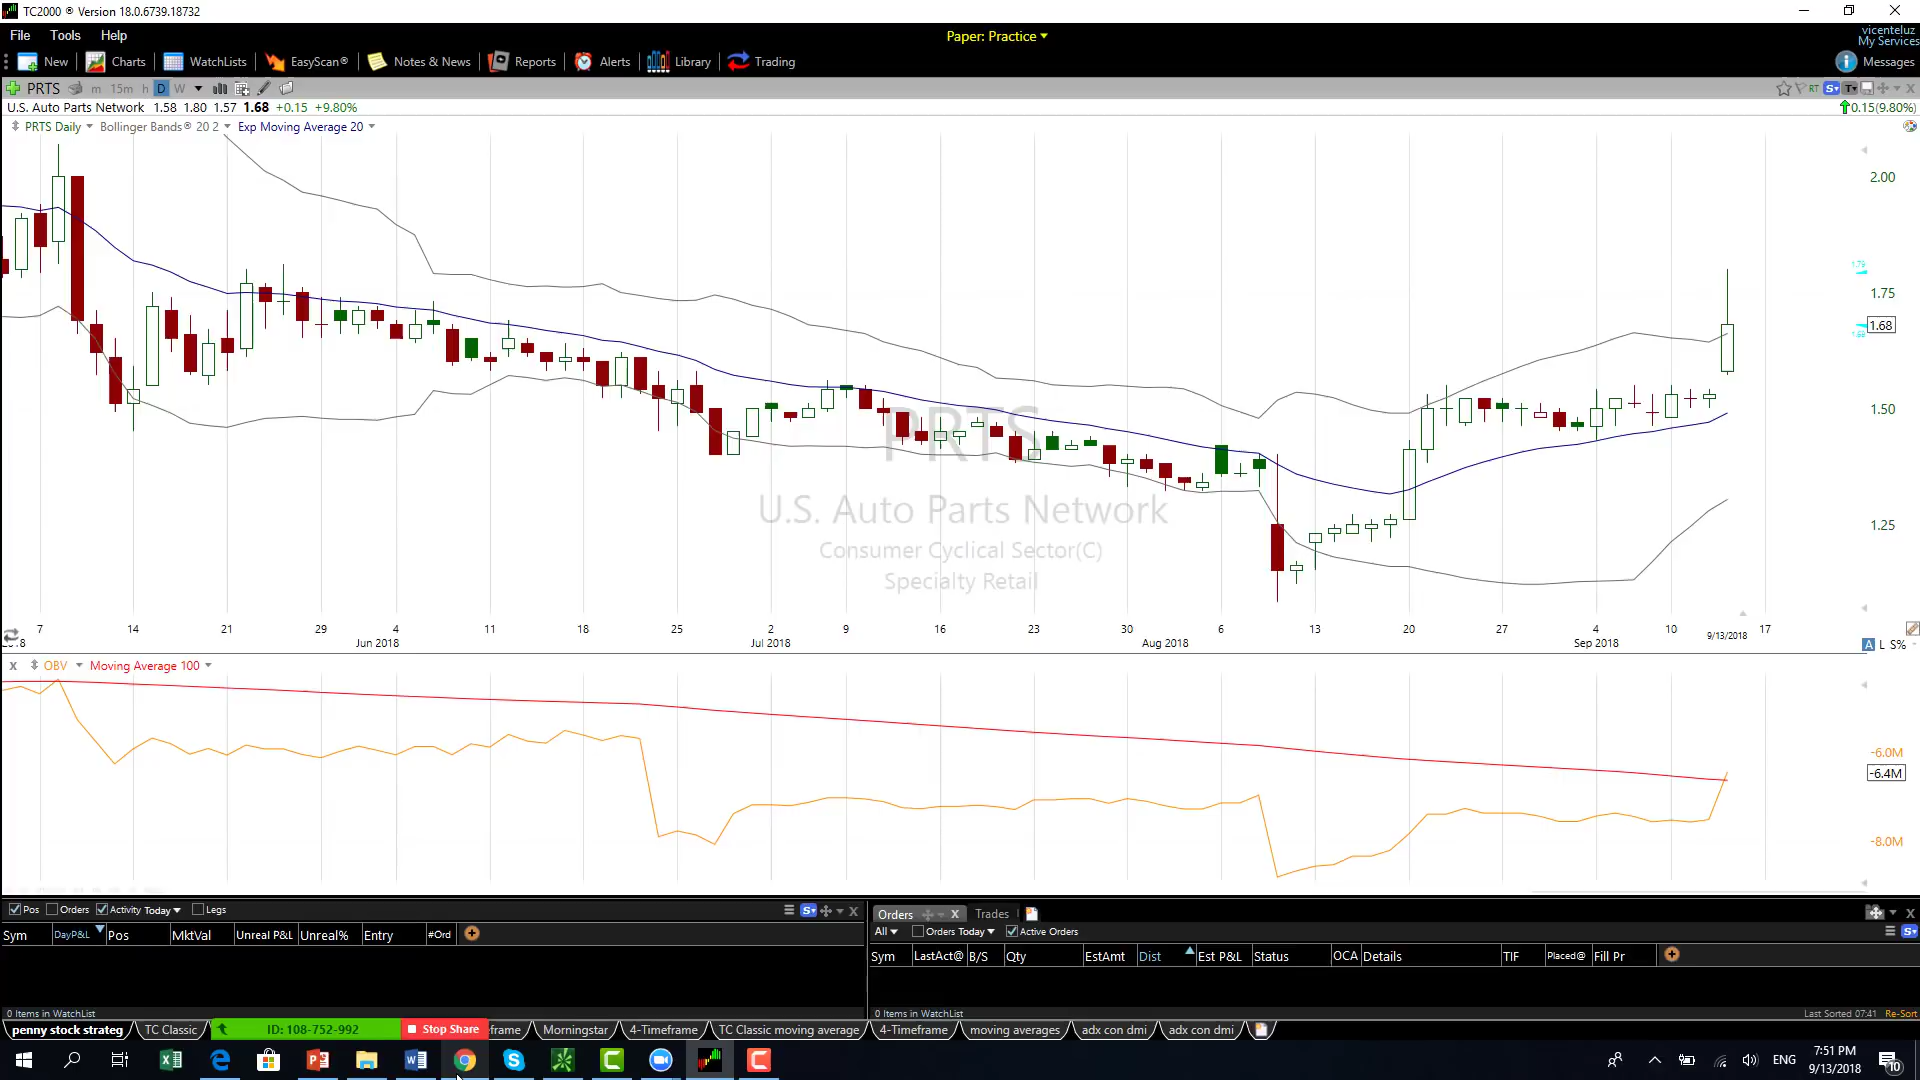 TC2000 ® Version 18.0.6739.18732
File Tools Help Paper: Practice vicenteluz
My Services
New Charts WatchLists EasyScan® Notes & News Reports Alerts Library Trading Messages
PRTS m 15m h D W RT S T
U.S. Auto Parts Network 1.58 1.80 1.57 1.68 +0.15 +9.80% 0.15(9.80%)
PRTS Daily Bollinger Bands® 20 2 Exp Moving Average 20
2.00
1.79
1.75
1.68
1.50
1.25
PRTS
U.S. Auto Parts Network
Consumer Cyclical Sector(C)
Specialty Retail
7 14 21 29 4 11 18 25 2 9 16 23 30 6 13 20 27 4 10 17
Jun 2018 Jul 2018 Aug 2018 Sep 2018 9/13/2018 A L S%
X OBV Moving Average 100
-6.0M
-6.4M
-8.0M
Pos Orders Activity Today Legs S Orders X Trades
All Orders Today Active Orders S
Sym DayP&L Pos MktVal Unreal P&L Unreal% Entry #Ord
Sym LastAct@ B/S Qty EstAmt Dist Est P&L Status OCA Details TIF Placed@ Fill Pr
0 Items in WatchList 0 Items in WatchList Last Sorted 07:41 Re-Sort
penny stock strateg TC Classic ID: 108-752-992 Stop Share frame Morningstar 4-Timeframe TC Classic moving average 4-Timeframe moving averages adx con dmi adx con dmi
ENG 7:51 PM
9/13/2018 10